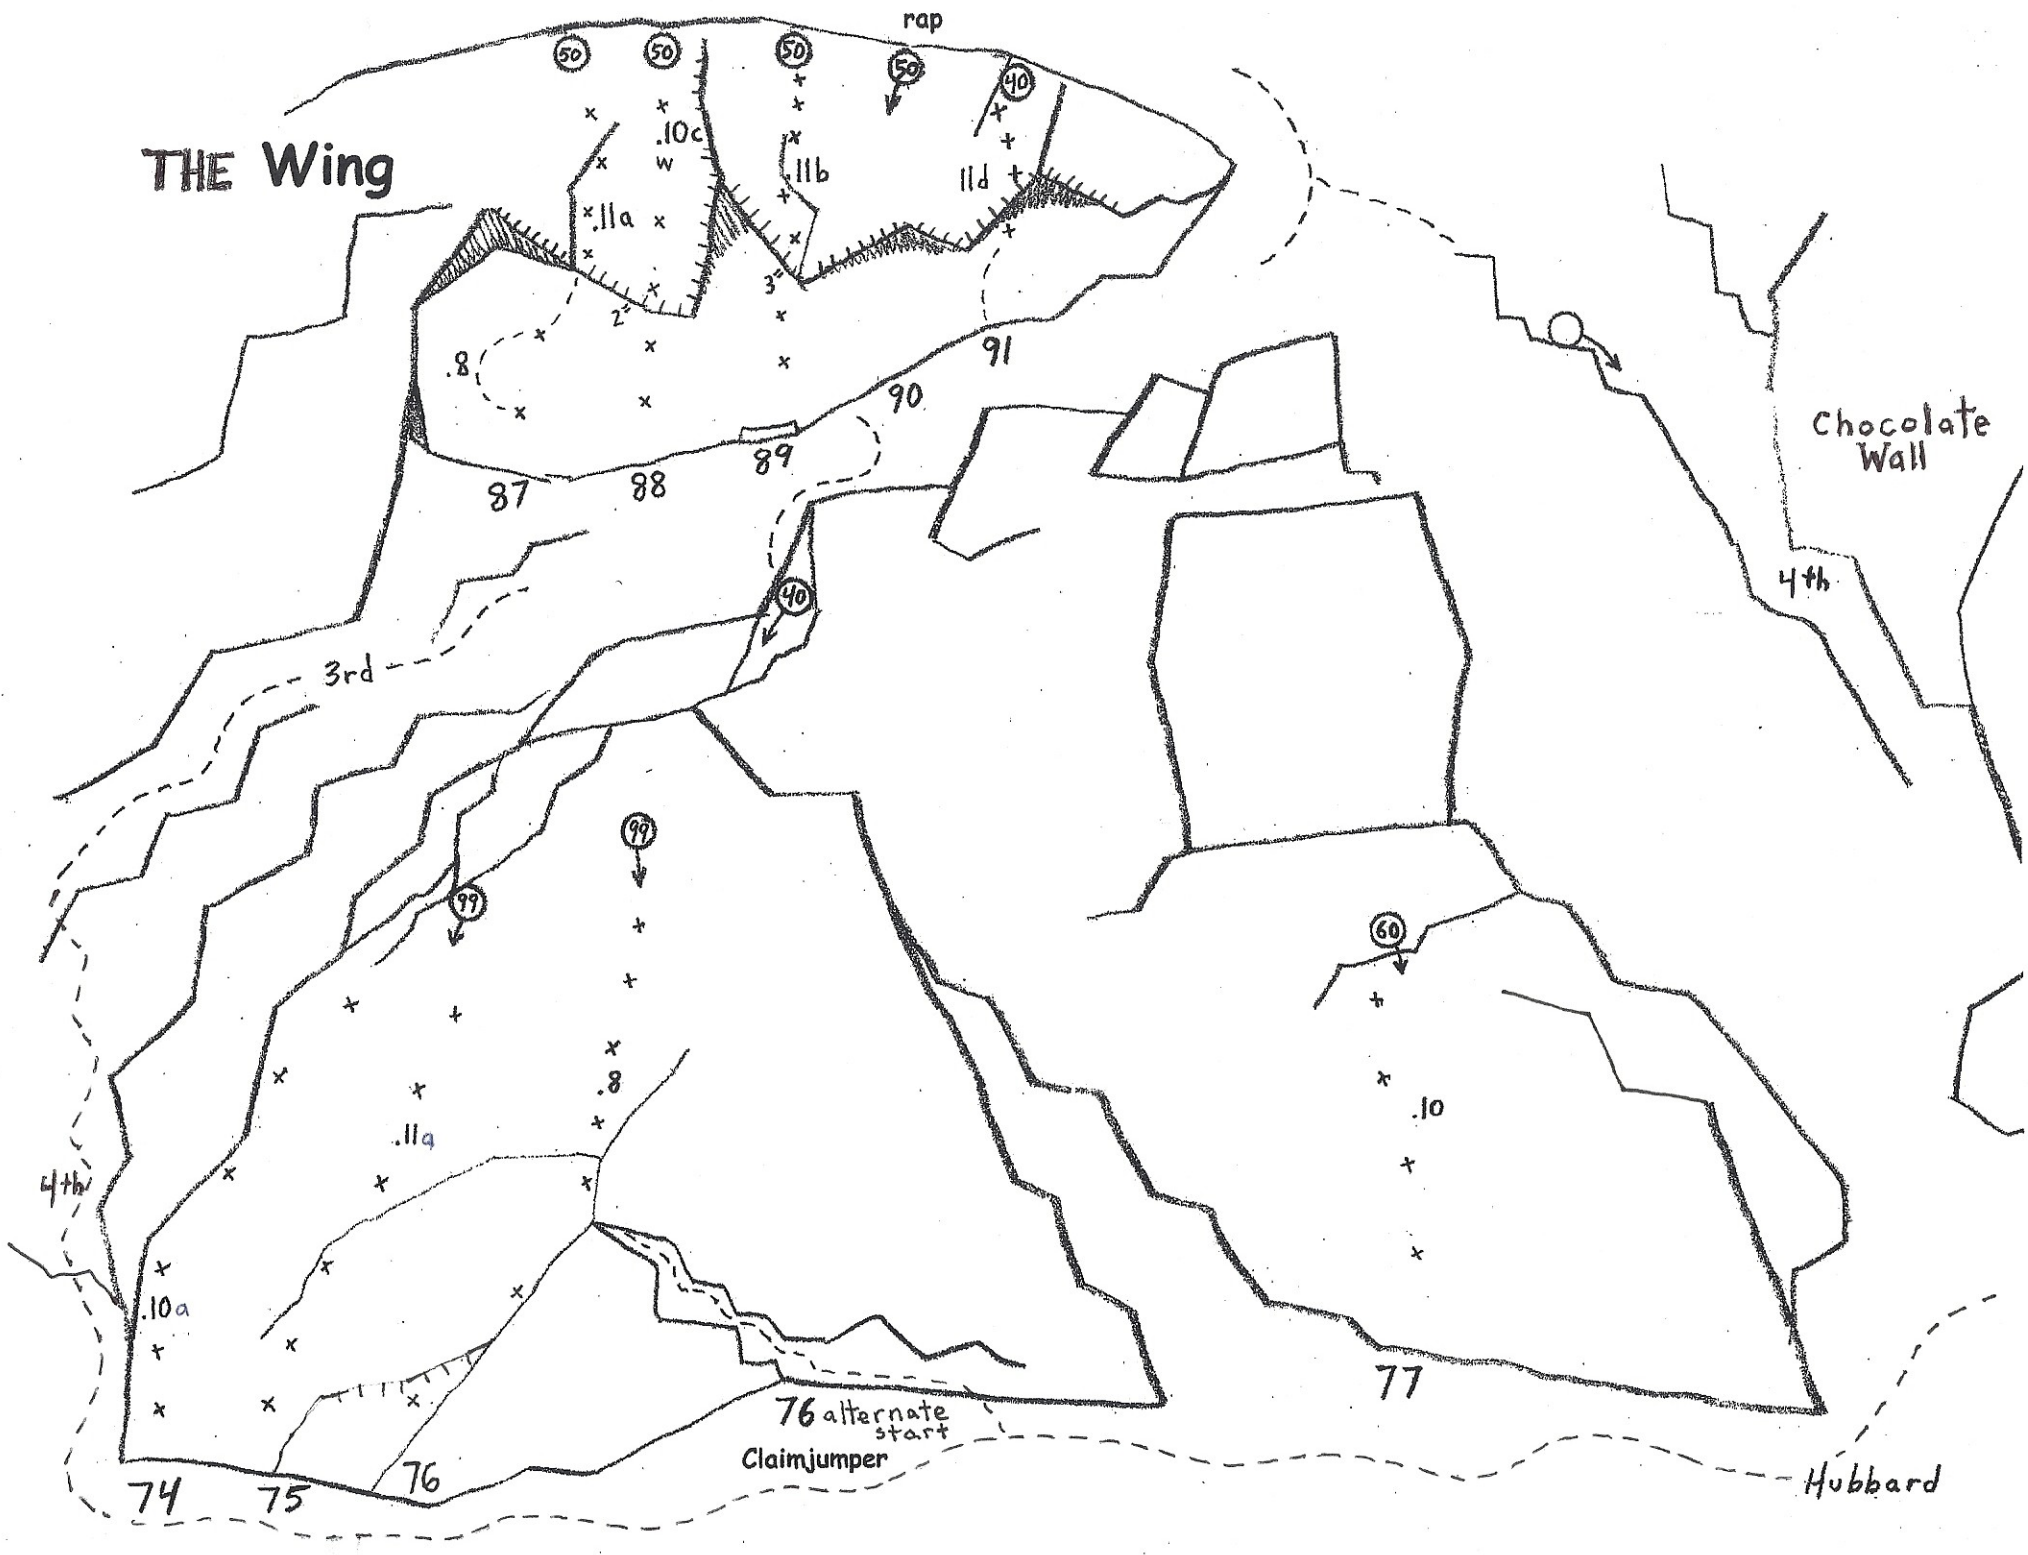 rap
50
50
50
50
40
THE Wing
.10c
w
.11b
11d
.11a
3"
2"
.8
91
90
89
88
87
Chocolate
Wall
4th
40
3rd
99
99
60
.8
.10
.11a
4th
.10a
77
76 alternate
start
Claimjumper
76
75
74
Hubbard